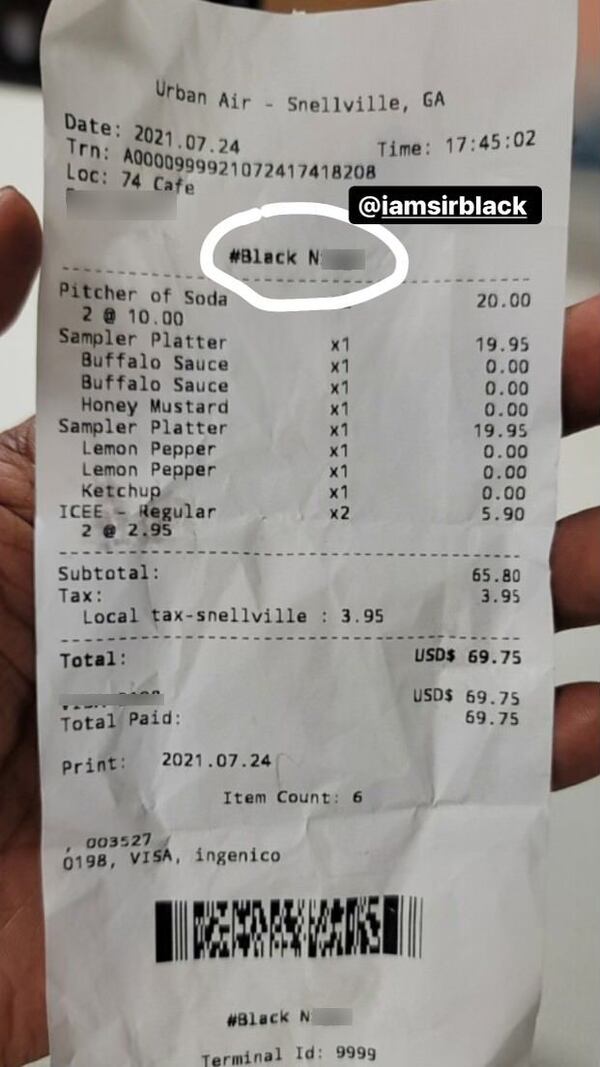 Urban Air - Snellville, GA
Date: 2021.07.24 Time: 17:45:02
Trn: A0000999921072417418208
Loc: 74 Cafe
@iamsirblack
#Black N
Pitcher of Soda 20.00
2 @ 10.00
Sampler Platter x1 19.95
Buffalo Sauce x1 0.00
Buffalo Sauce x1 0.00
Honey Mustard x1 0.00
Sampler Platter x1 19.95
Lemon Pepper x1 0.00
Lemon Pepper x1 0.00
Ketchup x1 0.00
ICEE - Regular x2 5.90
2 @ 2.95
Subtotal: 65.80
Tax: 3.95
Local tax-snellville : 3.95
Total: USD$ 69.75
USD$ 69.75
Total Paid: 69.75
Print: 2021.07.24
Item Count: 6
, 003527 /
0198, VISA, ingenico
#Black N
Terminal Id: 9999